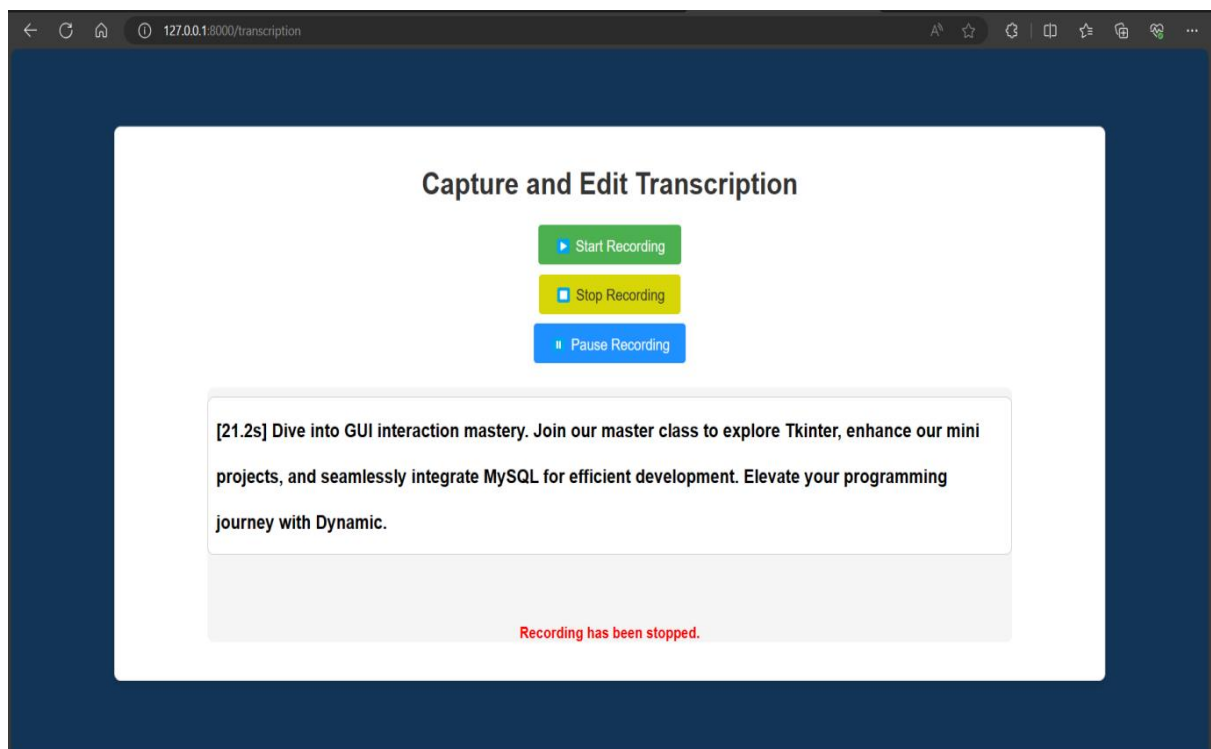 127.0.0.1:8000/transcription
Capture and Edit Transcription
Start Recording
Stop Recording
Pause Recording
[21.2s] Dive into GUI interaction mastery. Join our master class to explore Tkinter, enhance our mini
projects, and seamlessly integrate MySQL for efficient development. Elevate your programming
journey with Dynamic.
Recording has been stopped.